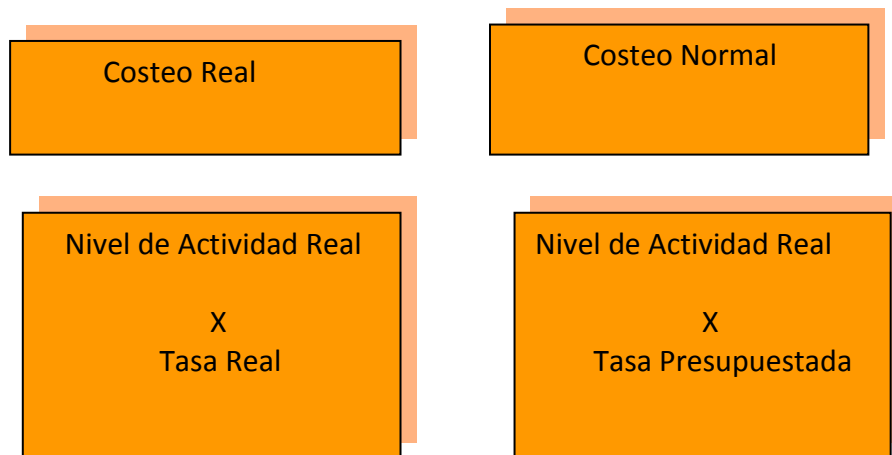 Costeo Real
Costeo Normal
Nivel de Actividad Real
X
Tasa Real
Nivel de Actividad Real
X
Tasa Presupuestada